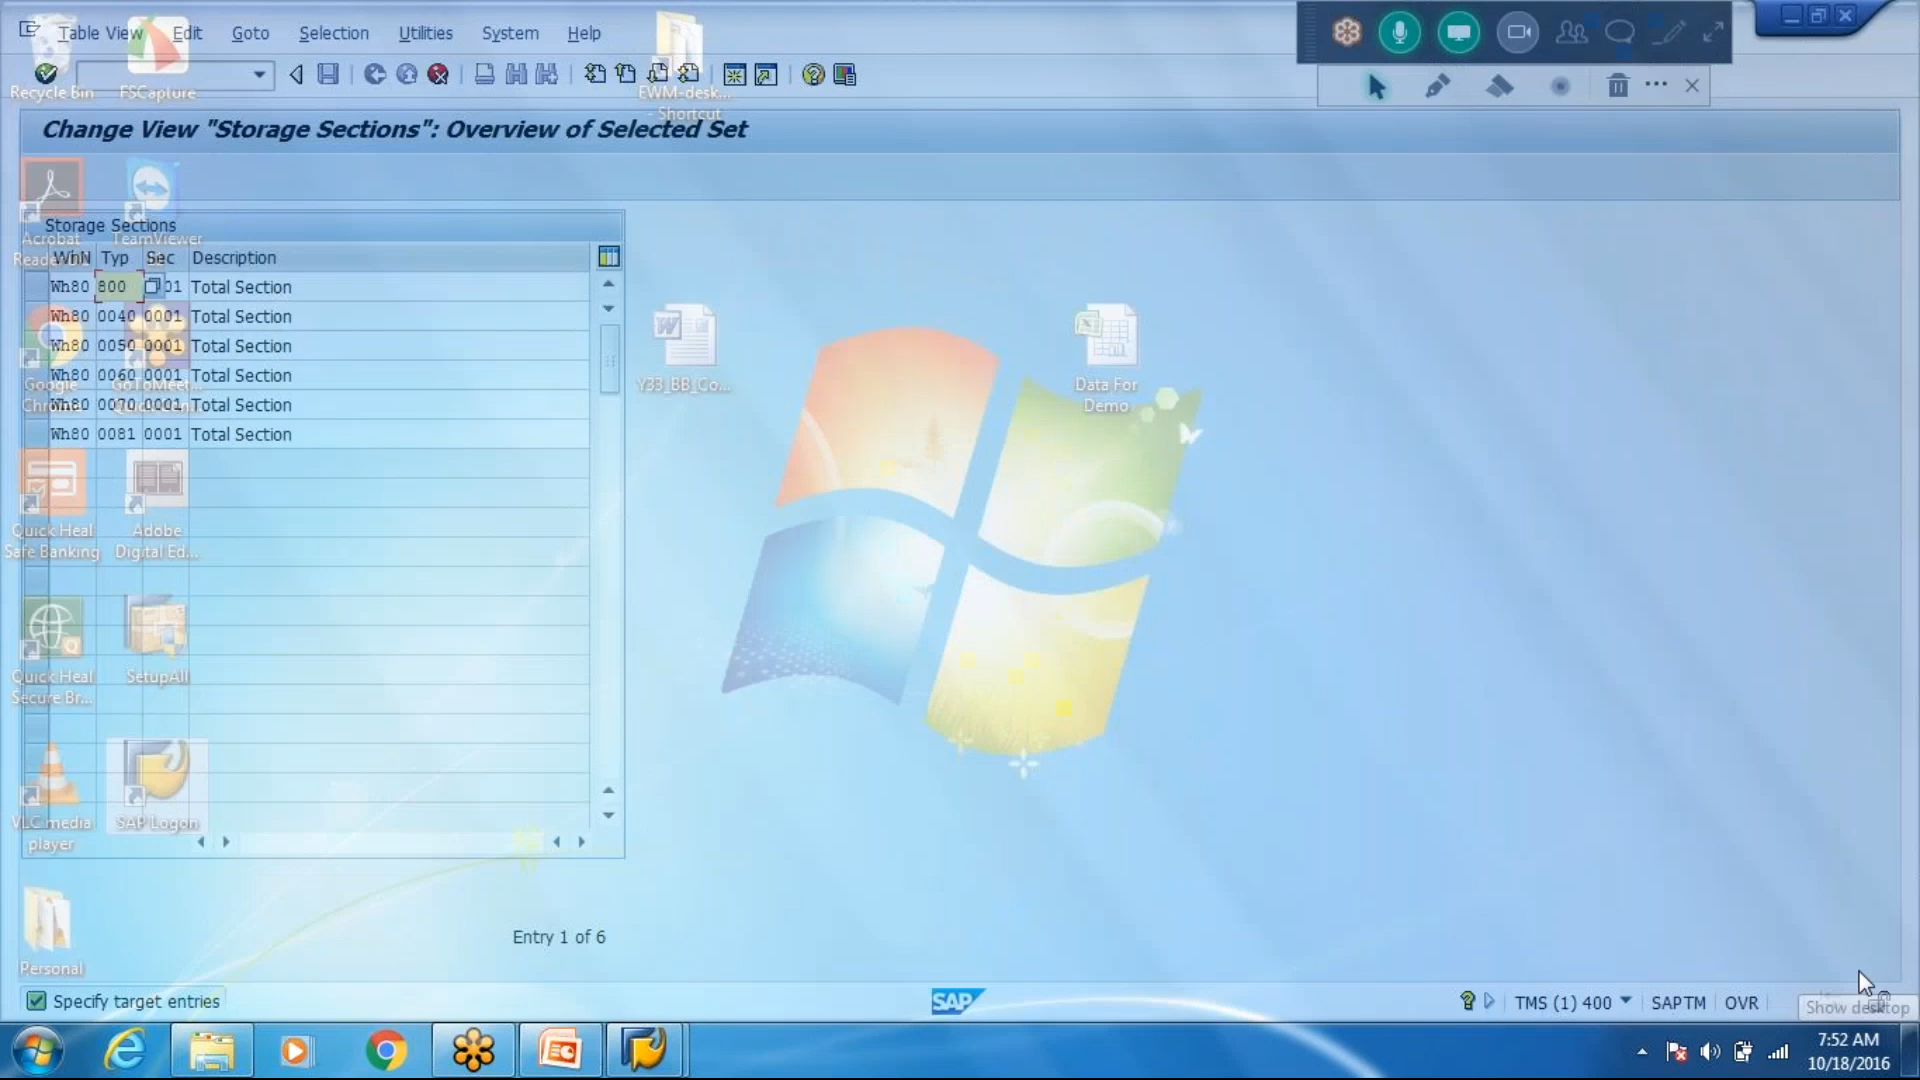 Table View Edit Goto Selection Utilities System Help
Recycle Bin
FSCapture
EWM-desk...
- Shortcut
Change View "Storage Sections": Overview of Selected Set
Storage Sections
Acrobat
TeamViewer
WhN Typ Sec Description
Wh80 800 01 Total Section
Wh80 0040 0001 Total Section
Wh80 0050 0001 Total Section
Wh80 0060 0001 Total Section
Wh80 0070 0001 Total Section
Wh80 0081 0001 Total Section
Google
Y33_BB_Co...
Data For
Demo
Quick Heal
Safe Banking
Adobe
Digital Ed...
Quick Heal
Secure Br...
SetupAll
VLC media
player
SAP Logon
Personal
Entry 1 of 6
Specify target entries
SAP
TMS (1) 400 SAPTM OVR
Show desktop
7:52 AM
10/18/2016